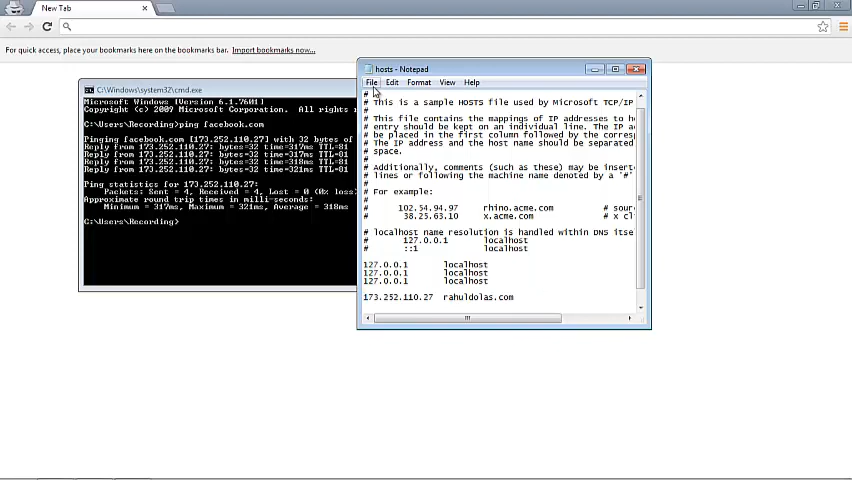 New Tab
For quick access, place your bookmarks here on the bookmarks bar. Import bookmarks now...
C:\Windows\system32\cmd.exe
Microsoft Windows [Version 6.1.7601]
Copyright (c) 2009 Microsoft Corporation. All rights
C:\Users\Recording>ping facebook.com
Pinging facebook.com [173.252.110.27] with 32 bytes of
Reply from 173.252.110.27: bytes=32 time=317ms TTL=81
Reply from 173.252.110.27: bytes=32 time=317ms TTL=81
Reply from 173.252.110.27: bytes=32 time=318ms TTL=81
Reply from 173.252.110.27: bytes=32 time=321ms TTL=81
Ping statistics for 173.252.110.27:
Packets: Sent = 4, Received = 4, Lost = 0 (0% loss)
Approximate round trip times in milli-seconds:
Minimum = 317ms, Maximum = 321ms, Average = 318ms
C:\Users\Recording>
hosts - Notepad
File Edit Format View Help
#
# This is a sample HOSTS file used by Microsoft TCP/IP
#
# This file contains the mappings of IP addresses to
# entry should be kept on an individual line. The IP
# be placed in the first column followed by the
# The IP address and the host name should be separated
# space.
#
# Additionally, comments (such as these) may be
# lines or following the machine name denoted by a '#'
#
# For example:
#
# 102.54.94.97 rhino.acme.com #
# 38.25.63.10 x.acme.com # x
# localhost name resolution is handled within DNS
# 127.0.0.1 localhost
# ::1 localhost
127.0.0.1 localhost
127.0.0.1 localhost
127.0.0.1 localhost
173.252.110.27 rahuldolas.com